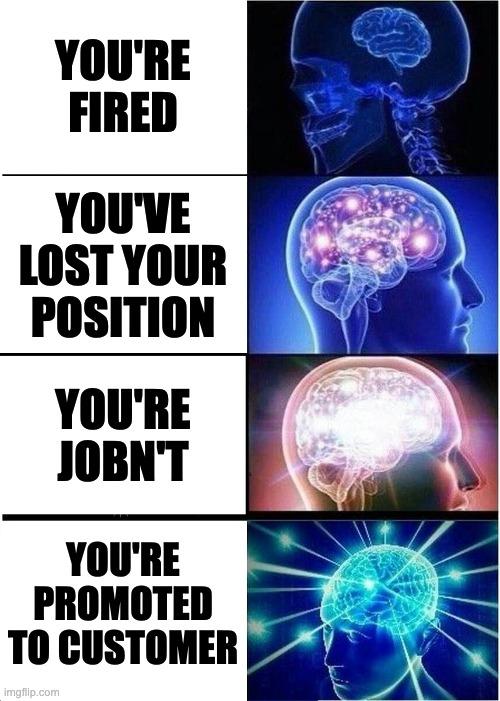 YOU'RE
FIRED
YOU'VE
LOST YOUR
POSITION
YOU'RE
JOBN'T
YOU'RE
PROMOTED
TO CUSTOMER
imgflip.com